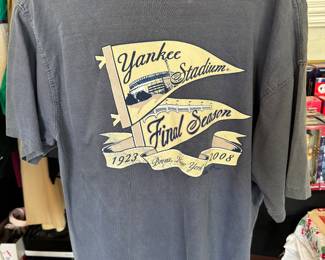 Yankee
Stadium
Final Season
1923 2008
Bronx, New York